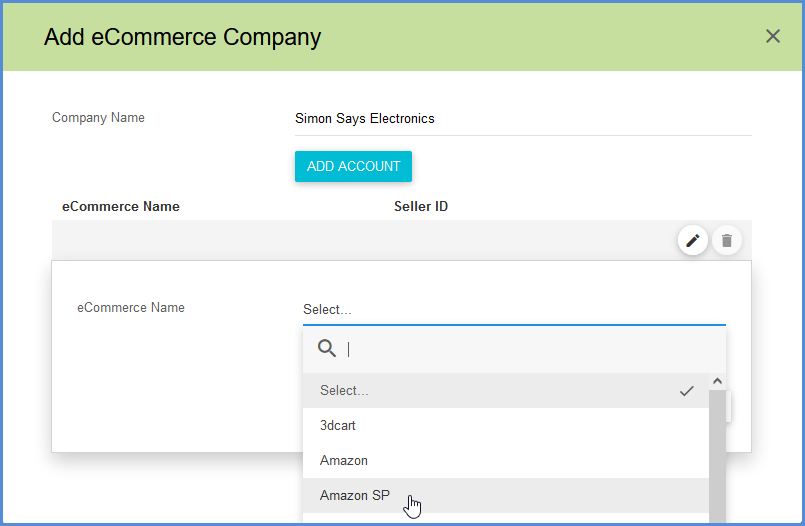 Add eCommerce Company
Company Name
Simon Says Electronics
ADD ACCOUNT
eCommerce Name Seller ID
eCommerce Name
Select...
Select...
3dcart
Amazon
Amazon SP